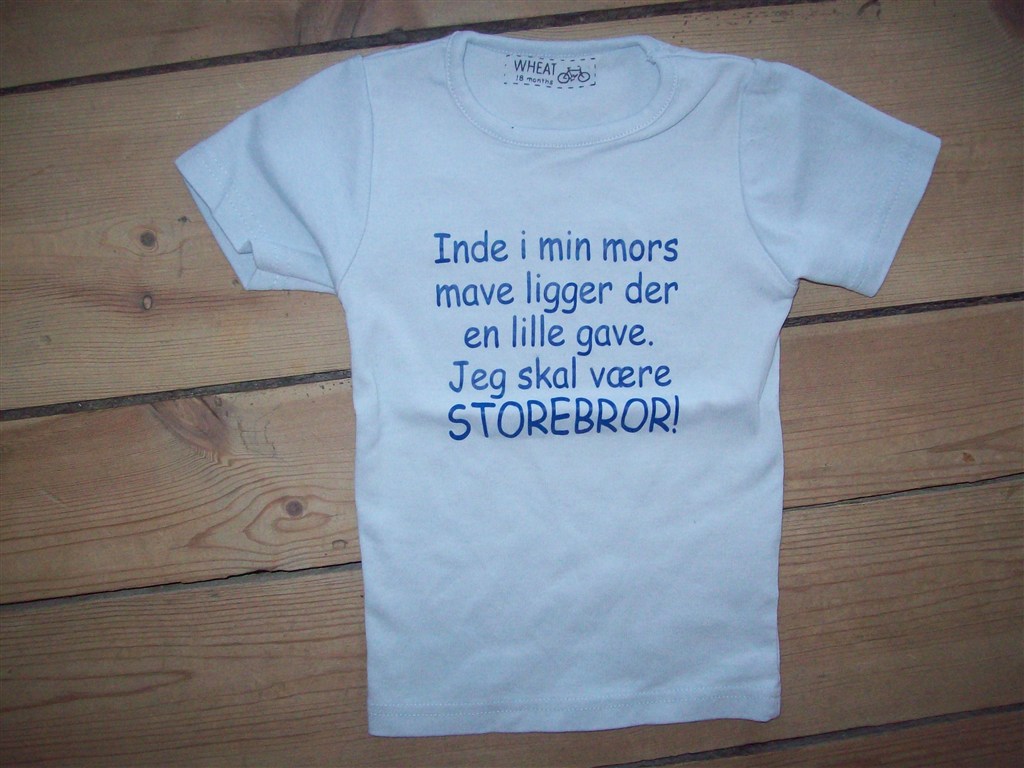 WHEAT
18 months
Inde i min mors
mave ligger der
en lille gave.
Jeg skal være
STOREBROR!